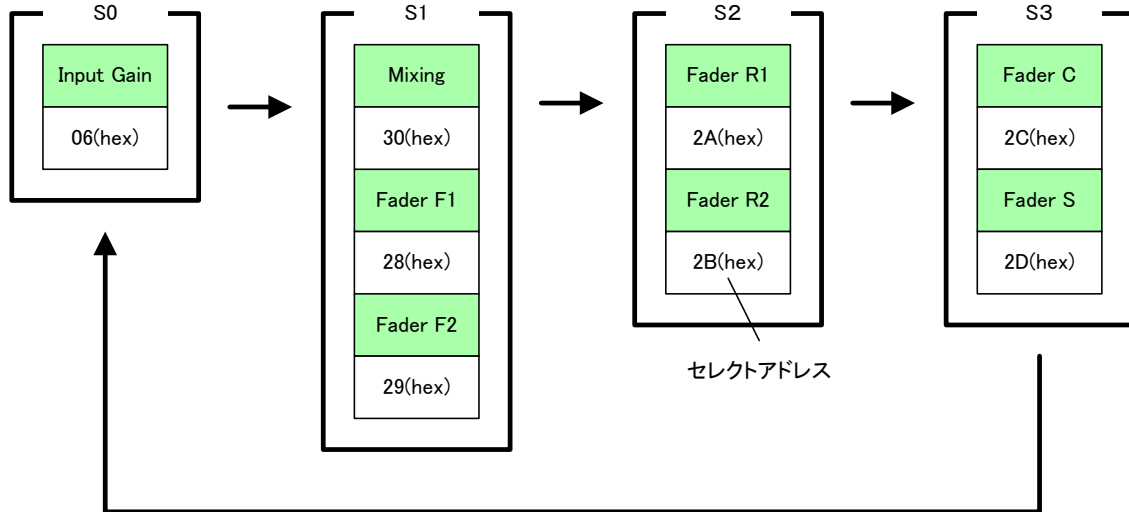 S0
Input Gain
06(hex)
S1
Mixing
30(hex)
Fader F1
28(hex)
Fader F2
29(hex)
S2
Fader R1
2A(hex)
Fader R2
2B(hex)
セレクトアドレス
S3
Fader C
2C(hex)
Fader S
2D(hex)